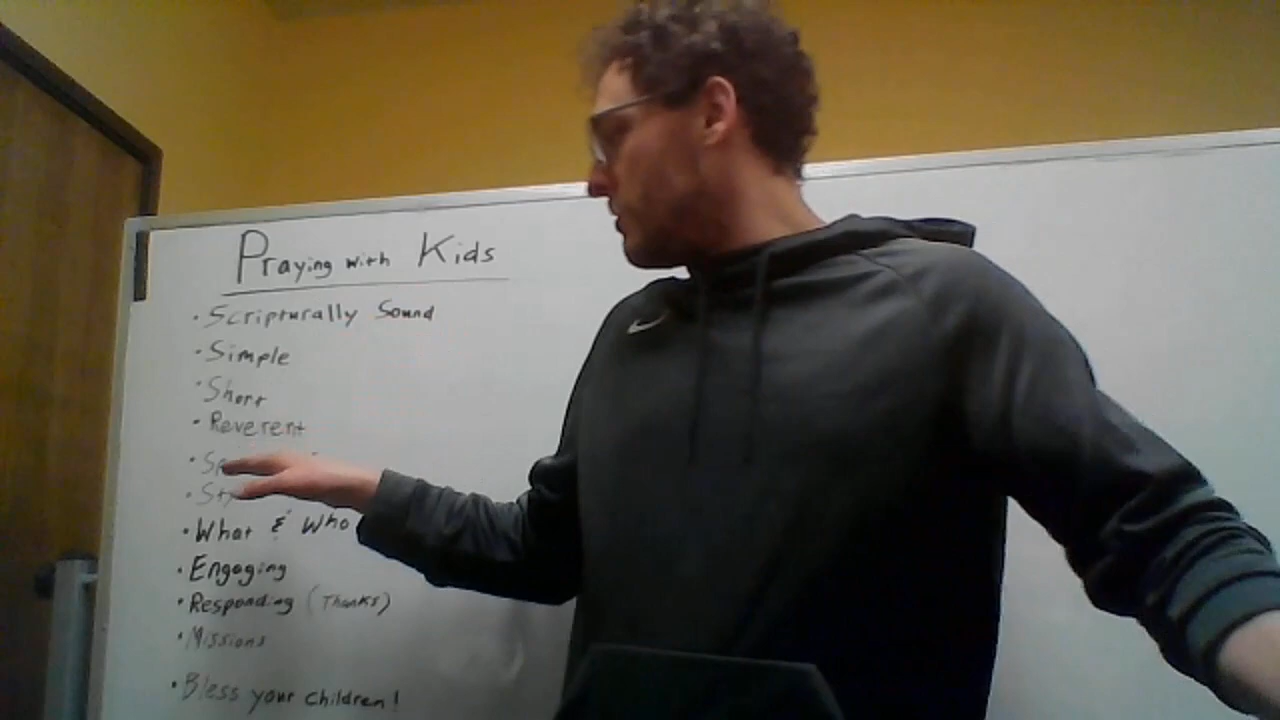 Praying with Kids
• Scripturally Sound
• Simple
• Short
• Reverent
• What & Who
• Engaging
• Responding (Thanks)
• Missions
• Bless your children!